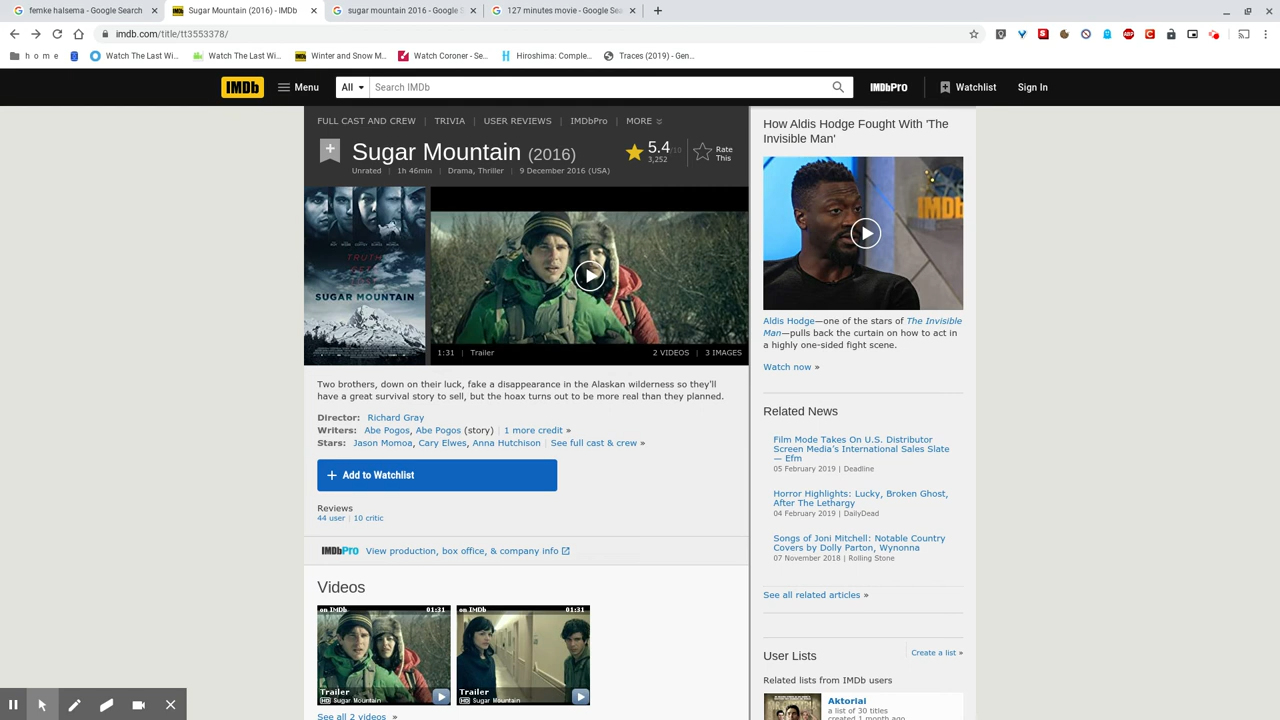 femke halsema - Google Search
Sugar Mountain (2016) - IMDb
sugar mountain 2016 - Google S
127 minutes movie - Google Sea
imdb.com/title/tt3553378/
h o m e
Watch The Last Wi...
Watch The Last Wi...
Winter and Snow M...
Watch Coroner - Se...
Hiroshima: Comple...
Traces (2019) - Gen...
IMDb
Menu
All
Search IMDb
IMDbPro
Watchlist
Sign In
FULL CAST AND CREW | TRIVIA | USER REVIEWS | IMDbPro | MORE
Sugar Mountain (2016)
5.4/10
3,252
Rate
This
Unrated | 1h 46min | Drama, Thriller | 9 December 2016 (USA)
TRUTH
SUGAR MOUNTAIN
1:31 | Trailer
2 VIDEOS | 3 IMAGES
Two brothers, down on their luck, fake a disappearance in the Alaskan wilderness so they'll
have a great survival story to sell, but the hoax turns out to be more real than they planned.
Director: Richard Gray
Writers: Abe Pogos, Abe Pogos (story) | 1 more credit »
Stars: Jason Momoa, Cary Elwes, Anna Hutchison | See full cast & crew »
+ Add to Watchlist
Reviews
44 user | 10 critic
IMDbPro View production, box office, & company info
Videos
on IMDb 01:31
Trailer
HD Sugar Mountain
on IMDb 01:31
Trailer
HD Sugar Mountain
See all 2 videos »
How Aldis Hodge Fought With 'The
Invisible Man'
IMDb
Aldis Hodge—one of the stars of The Invisible
Man—pulls back the curtain on how to act in
a highly one-sided fight scene.
Watch now »
Related News
Film Mode Takes On U.S. Distributor
Screen Media's International Sales Slate
— Efm
05 February 2019 | Deadline
Horror Highlights: Lucky, Broken Ghost,
After The Lethargy
04 February 2019 | DailyDead
Songs of Joni Mitchell: Notable Country
Covers by Dolly Parton, Wynonna
07 November 2018 | Rolling Stone
See all related articles »
User Lists
Create a list »
Related lists from IMDb users
Aktorial
a list of 30 titles
created 1 month ago